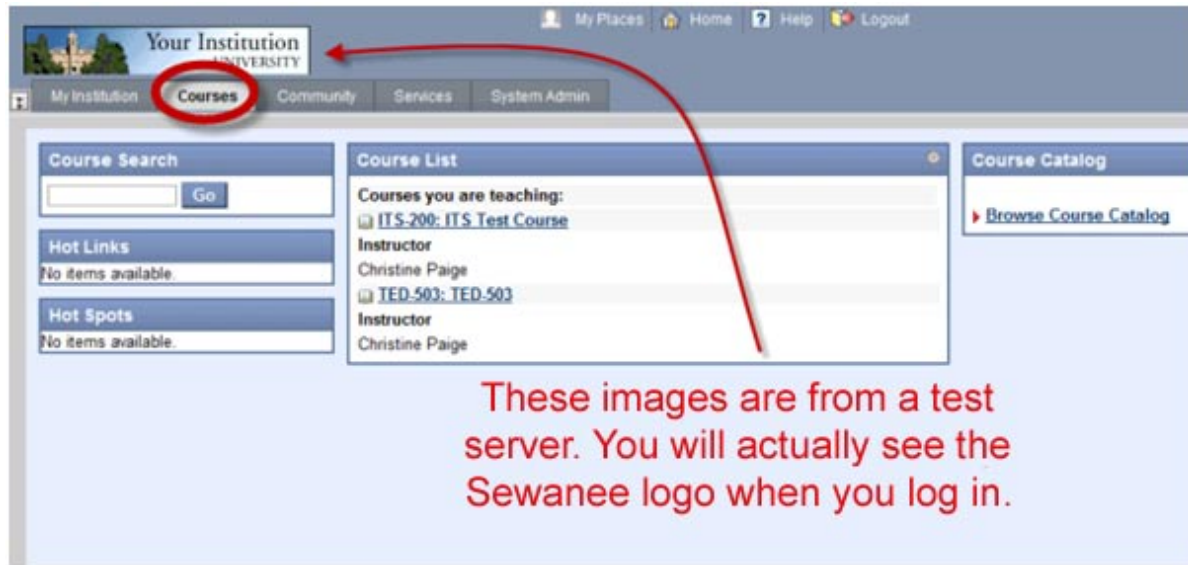 My Places Home ? Help Logout
Your Institution
UNIVERSITY
My Institution Courses Community Services System Admin
Course Search
Go
Hot Links
No items available.
Hot Spots
No items available.
Course List
Courses you are teaching:
ITS-200: ITS Test Course
Instructor
Christine Paige
TED-503: TED-503
Instructor
Christine Paige
Course Catalog
Browse Course Catalog
These images are from a test
server. You will actually see the
Sewanee logo when you log in.